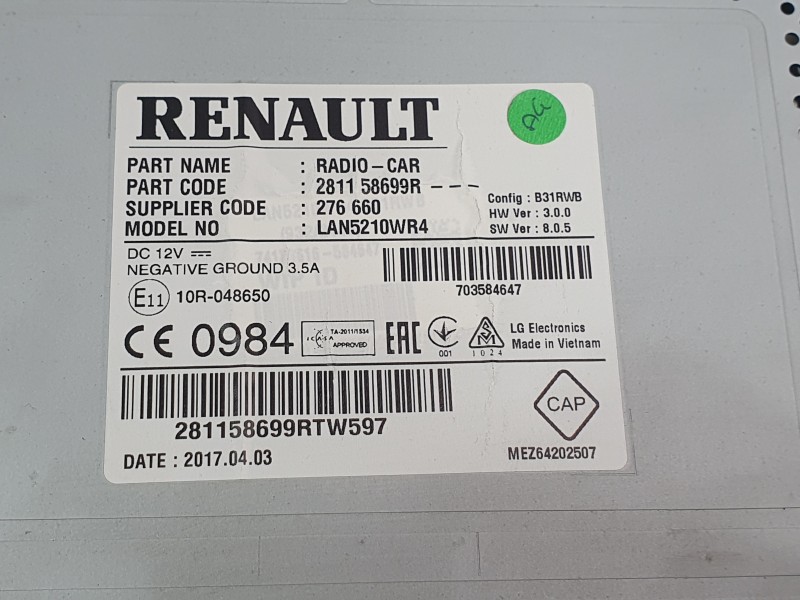 RENAULT
AG
PART NAME : RADIO-CAR
PART CODE : 2811 58699R ---
SUPPLIER CODE : 276 660
MODEL NO : LAN5210WR4
Config : B31RWB
HW Ver : 3.0.0
SW Ver : 8.0.5
DC 12V
NEGATIVE GROUND 3.5A
703584647
E11 10R-048650
CE 0984
ICASA
TA-2011/1534
APPROVED
EAC
001
SM
1024
LG Electronics
Made in Vietnam
281158699RTW597
CAP
DATE : 2017.04.03
MEZ64202507